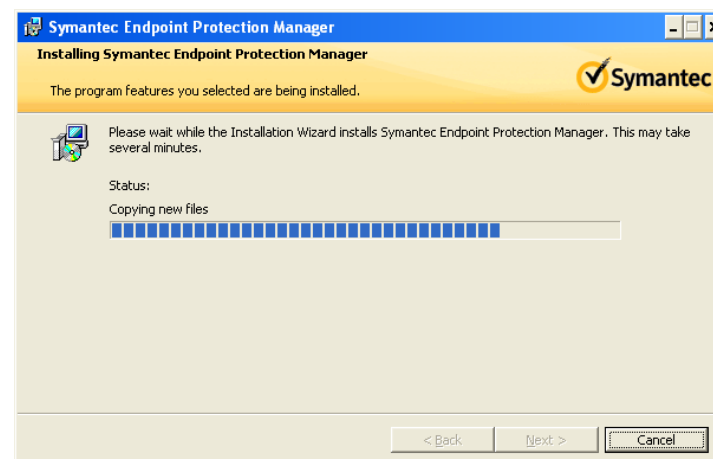 Symantec Endpoint Protection Manager
Installing Symantec Endpoint Protection Manager
The program features you selected are being installed.
Symantec
Please wait while the Installation Wizard installs Symantec Endpoint Protection Manager. This may take
several minutes.
Status:
Copying new files
< Back
Next >
Cancel